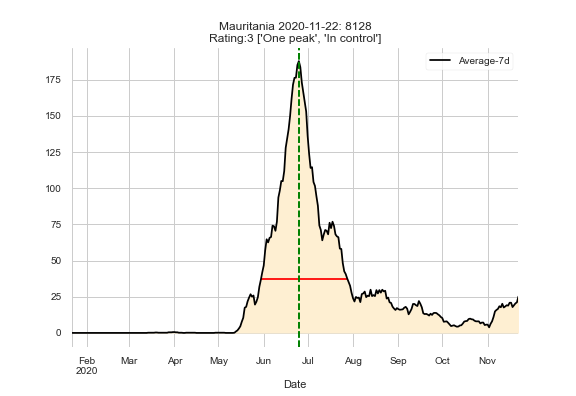 Mauritania 2020-11-22: 8128
Rating:3 ['One peak', 'In control']
Average-7d
175
150
125
100
75
50
25
0
Feb Mar Apr May Jun Jul Aug Sep Oct Nov
2020
Date